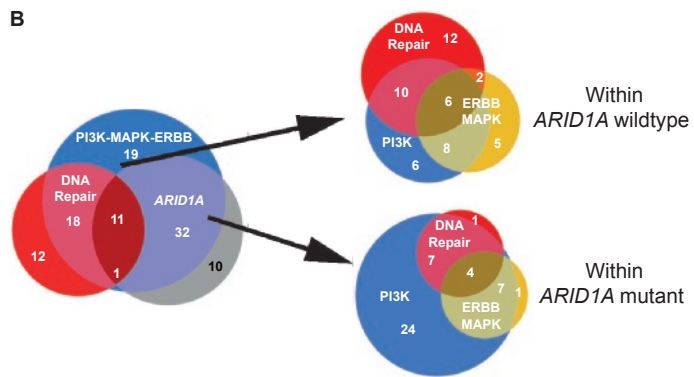 B
PI3K-MAPK-ERBB
19
DNA
Repair
ARID1A
18
11
32
12
1
10
DNA
Repair
12
10
2
6
ERBB
MAPK
PI3K
8
5
6
Within
ARID1A wildtype
1
DNA
Repair
7
4
PI3K
7
1
ERBB
MAPK
24
Within
ARID1A mutant